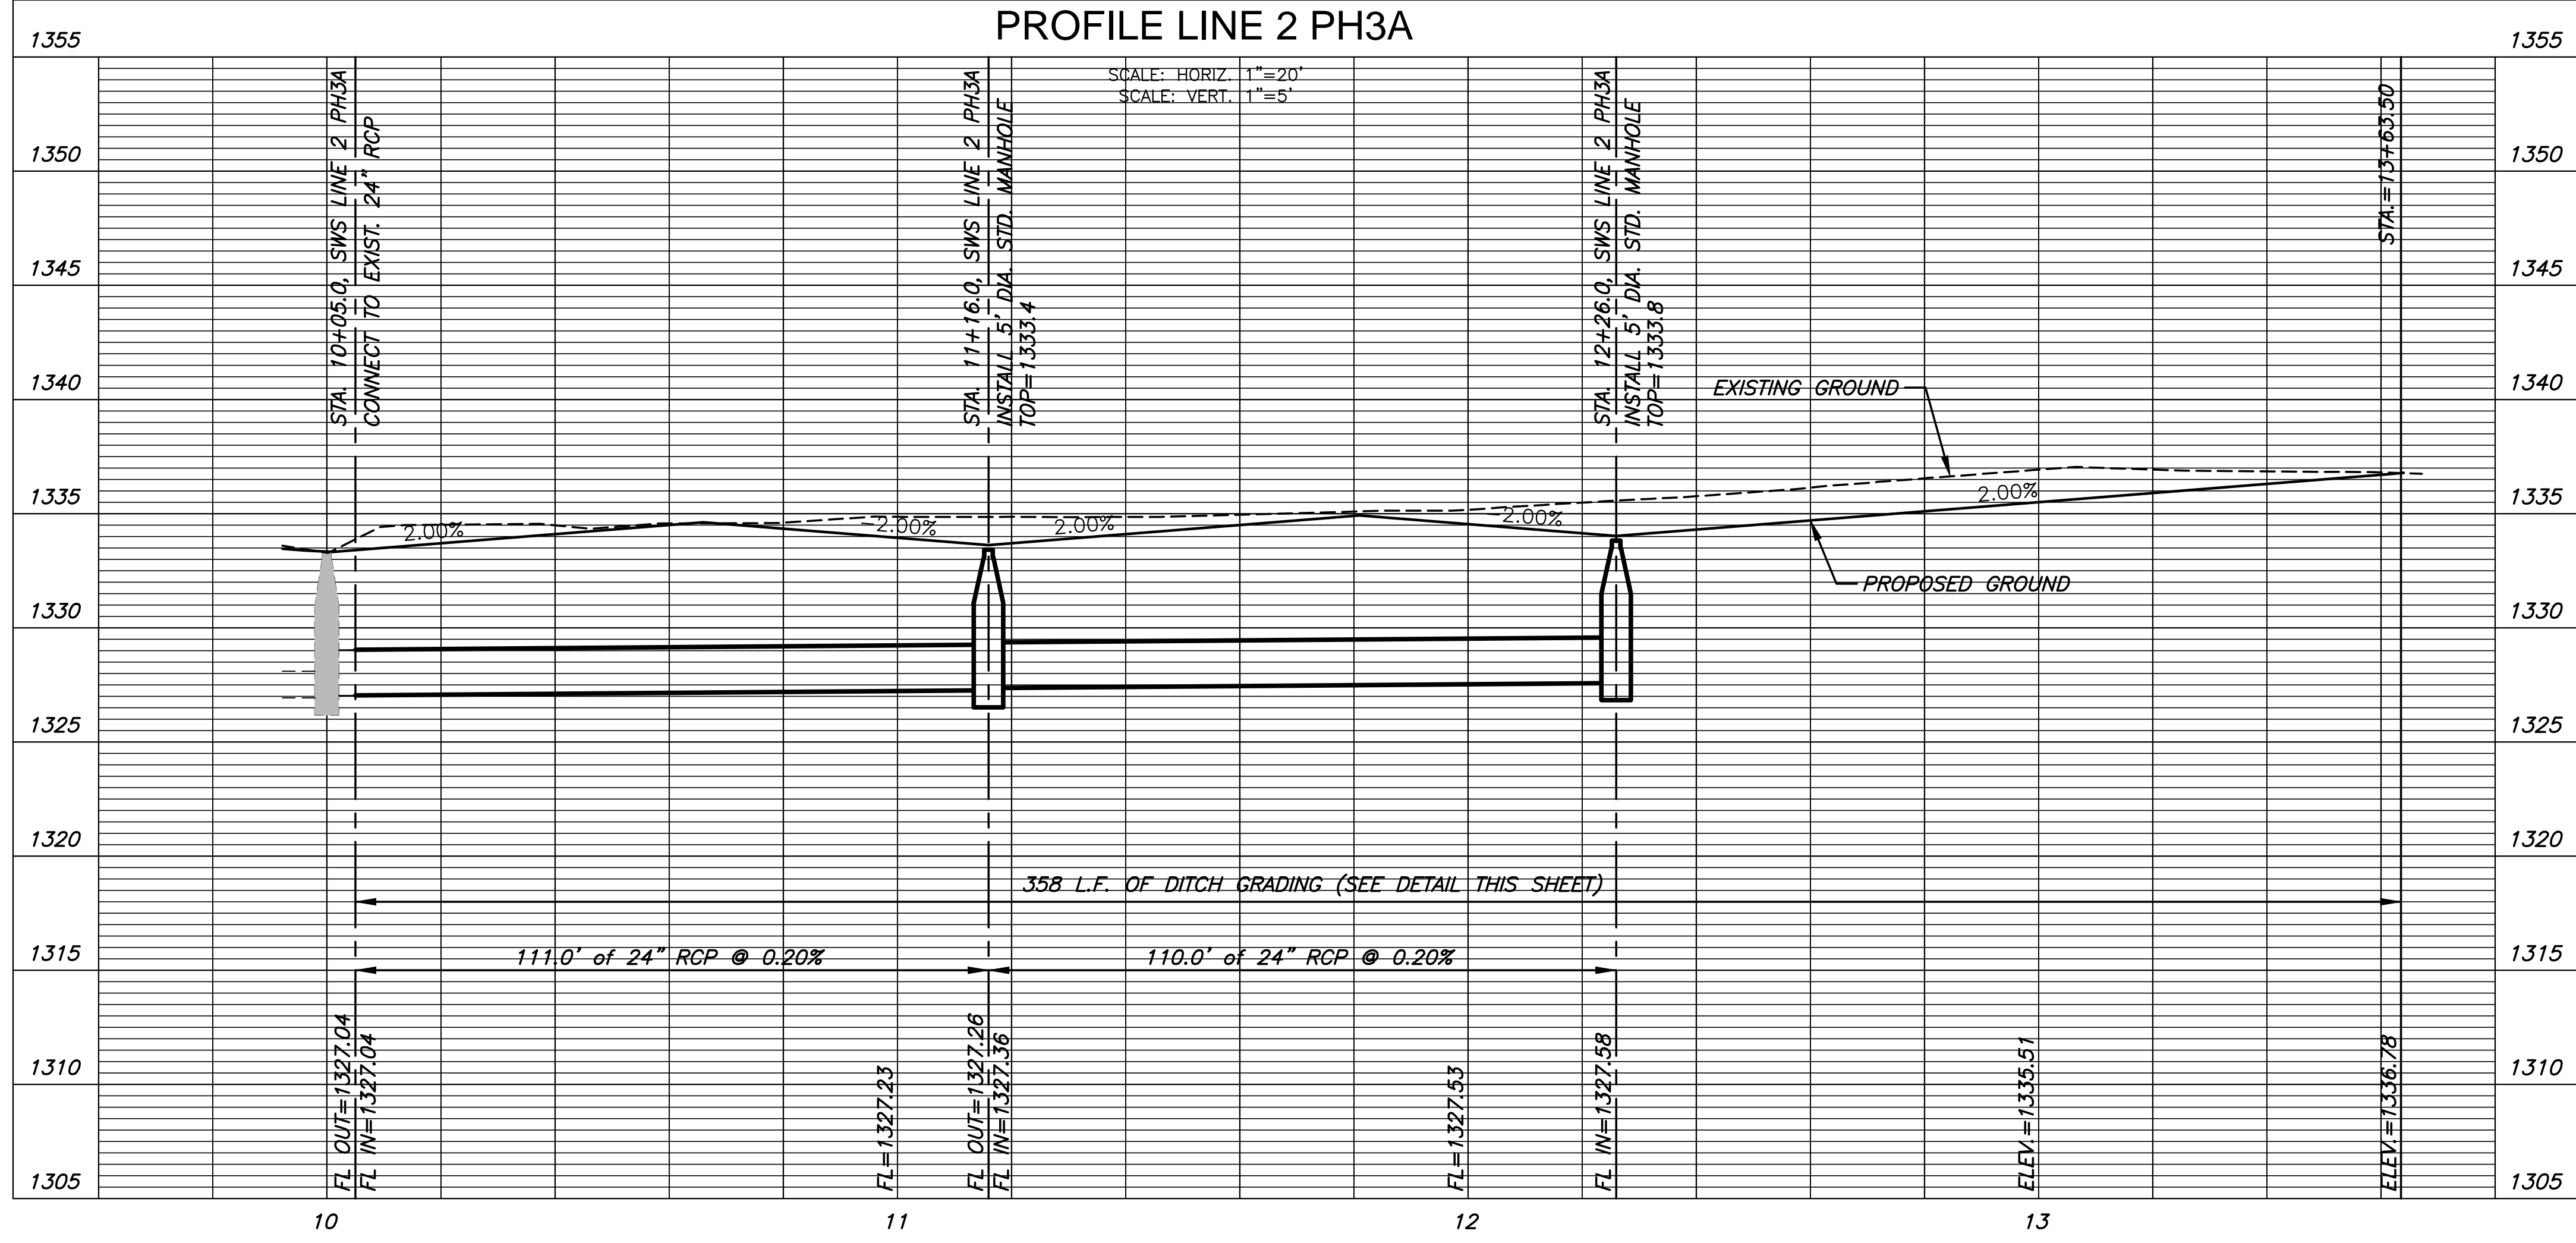 PROFILE LINE 2 PH3A
SCALE: HORIZ. 1"=20'
SCALE: VERT. 1"=5'
1355
1350
1345
1340
1335
1330
1325
1320
1315
1310
1305
1355
1350
1345
1340
1335
1330
1325
1320
1315
1310
1305
STA. 10+05.0, SWS LINE 2 PH3A
CONNECT TO EXIST. 24" RCP
STA. 11+16.0, SWS LINE 2 PH3A
INSTALL 5' DIA. STD. MANHOLE
TOP=1333.4
STA. 12+26.0, SWS LINE 2 PH3A
INSTALL 5' DIA. STD. MANHOLE
TOP=1333.8
STA.=13+63.50
EXISTING GROUND
2.00%
-2.00%
2.00%
-2.00%
2.00%
PROPOSED GROUND
358 L.F. OF DITCH GRADING (SEE DETAIL THIS SHEET)
111.0' of 24" RCP @ 0.20%
110.0' of 24" RCP @ 0.20%
FL OUT=1327.04
FL IN=1327.04
FL=1327.23
FL OUT=1327.26
FL IN=1327.36
FL=1327.53
FL IN=1327.58
ELEV.=1335.51
ELEV.=1336.78
10
11
12
13